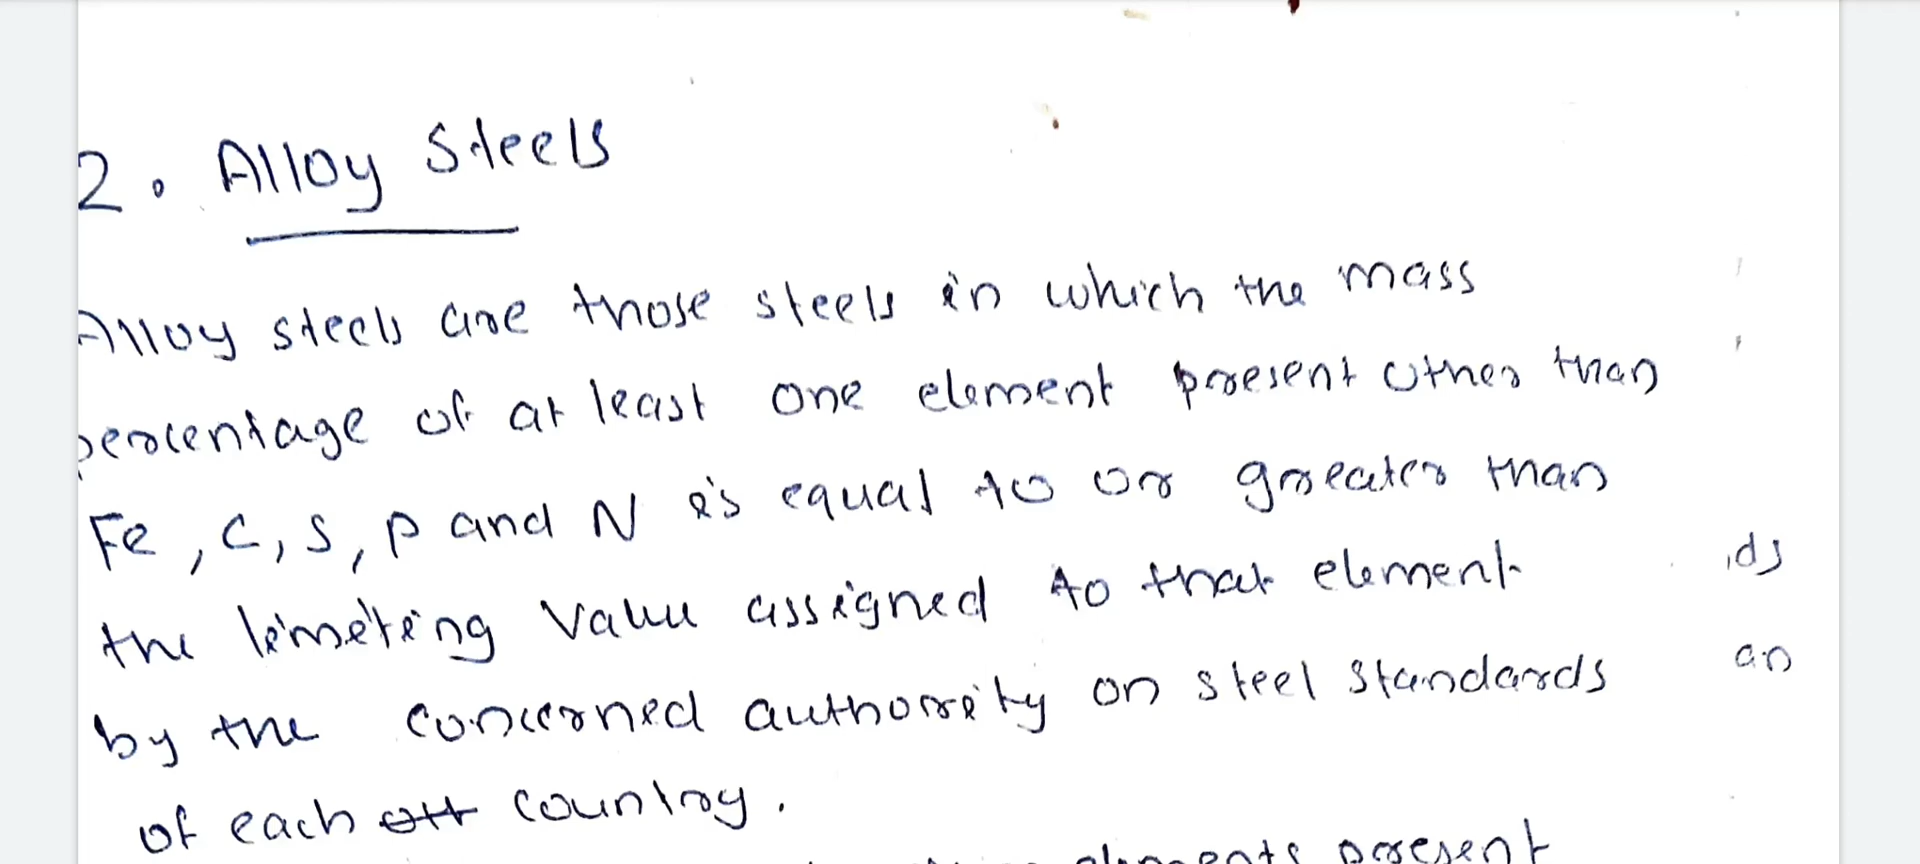 2. Alloy Steels
Alloy steels are those steels in which the mass
percentage of at least one element present other than
Fe, C, S, P and N is equal to or greater than
the limiting value assigned to that element
by the concerned authority on steel standards
of each country.
elements present